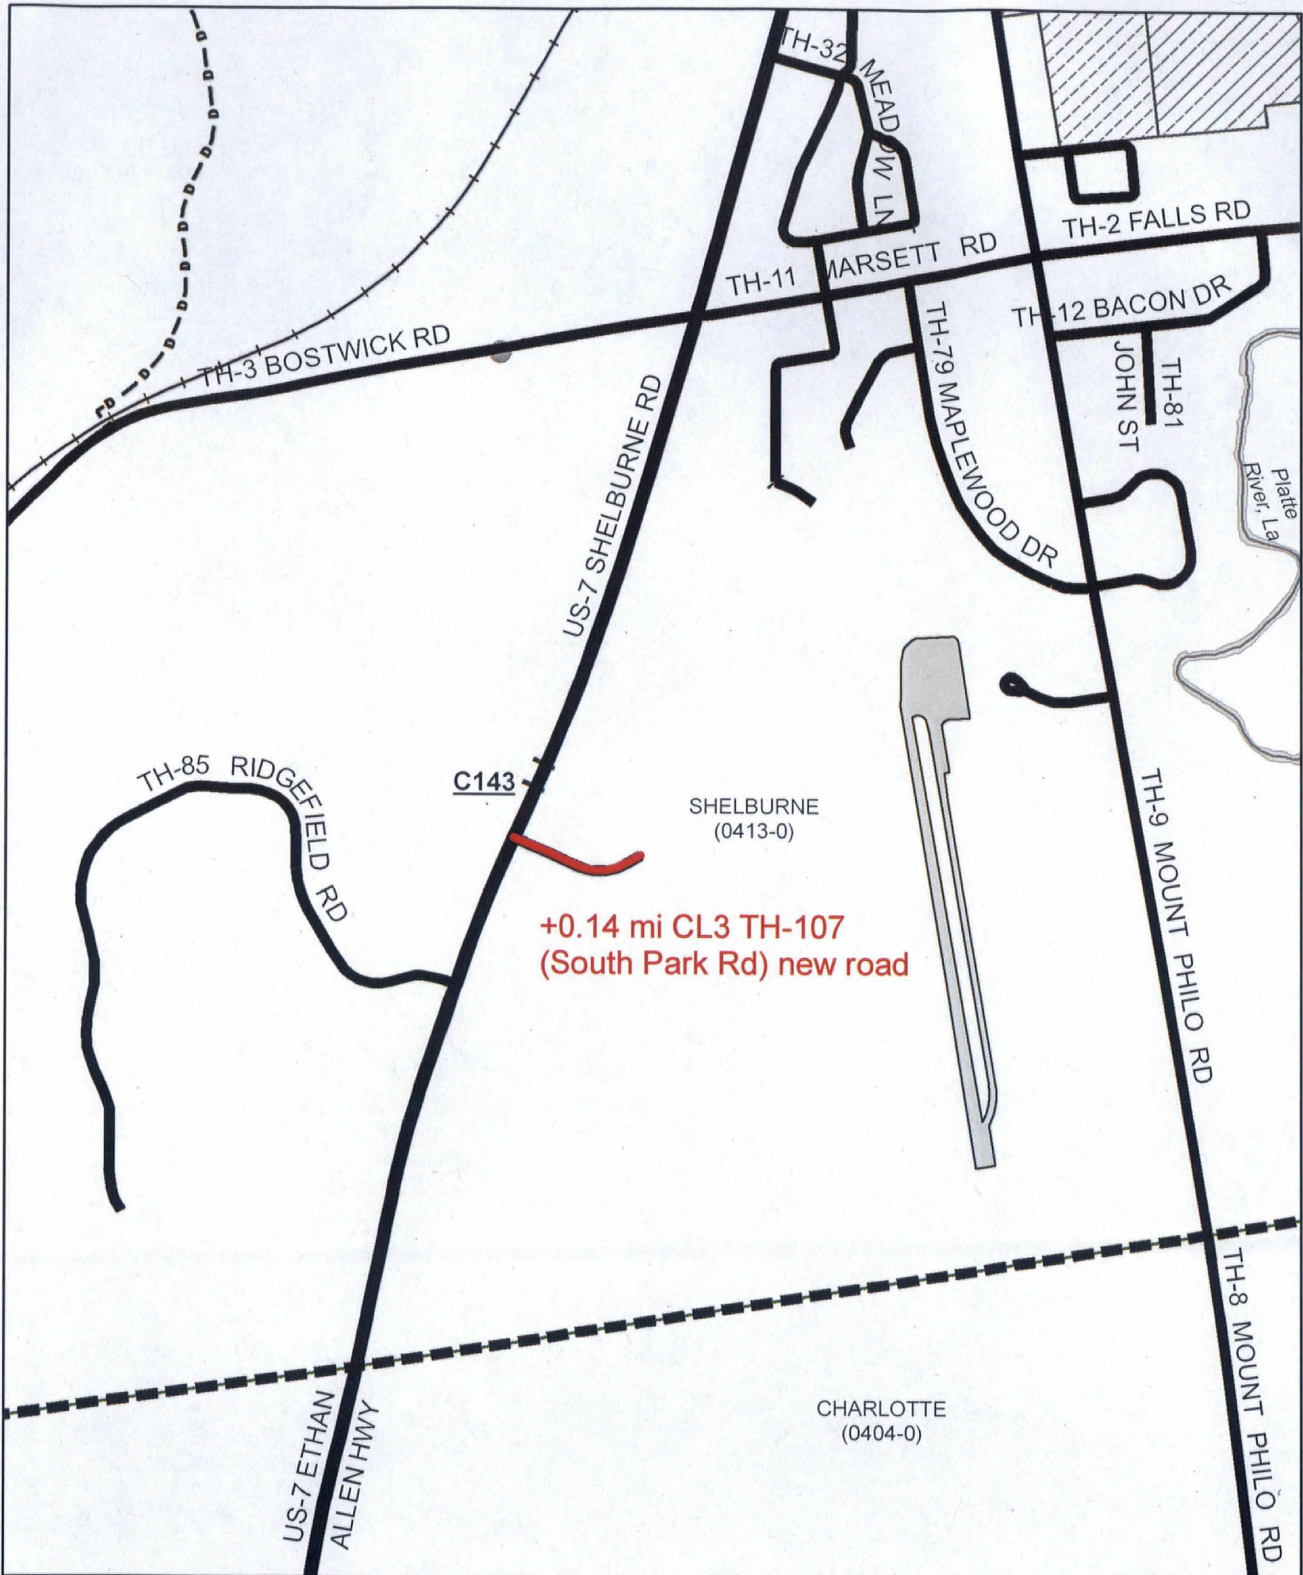 TH-32
MEADOW LN
TH-2 FALLS RD
TH-11 MARSETT RD
TH-12 BACON DR
TH-3 BOSTWICK RD
TH-79 MAPLEWOOD DR
JOHN ST
TH-81
US-7 SHELBURNE RD
Platte
River, La
TH-85 RIDGEFIELD RD
C143
SHELBURNE
(0413-0)
TH-9 MOUNT PHILO RD
+0.14 mi CL3 TH-107
(South Park Rd) new road
TH-8 MOUNT PHILO RD
CHARLOTTE
(0404-0)
US-7 ETHAN
ALLEN HWY